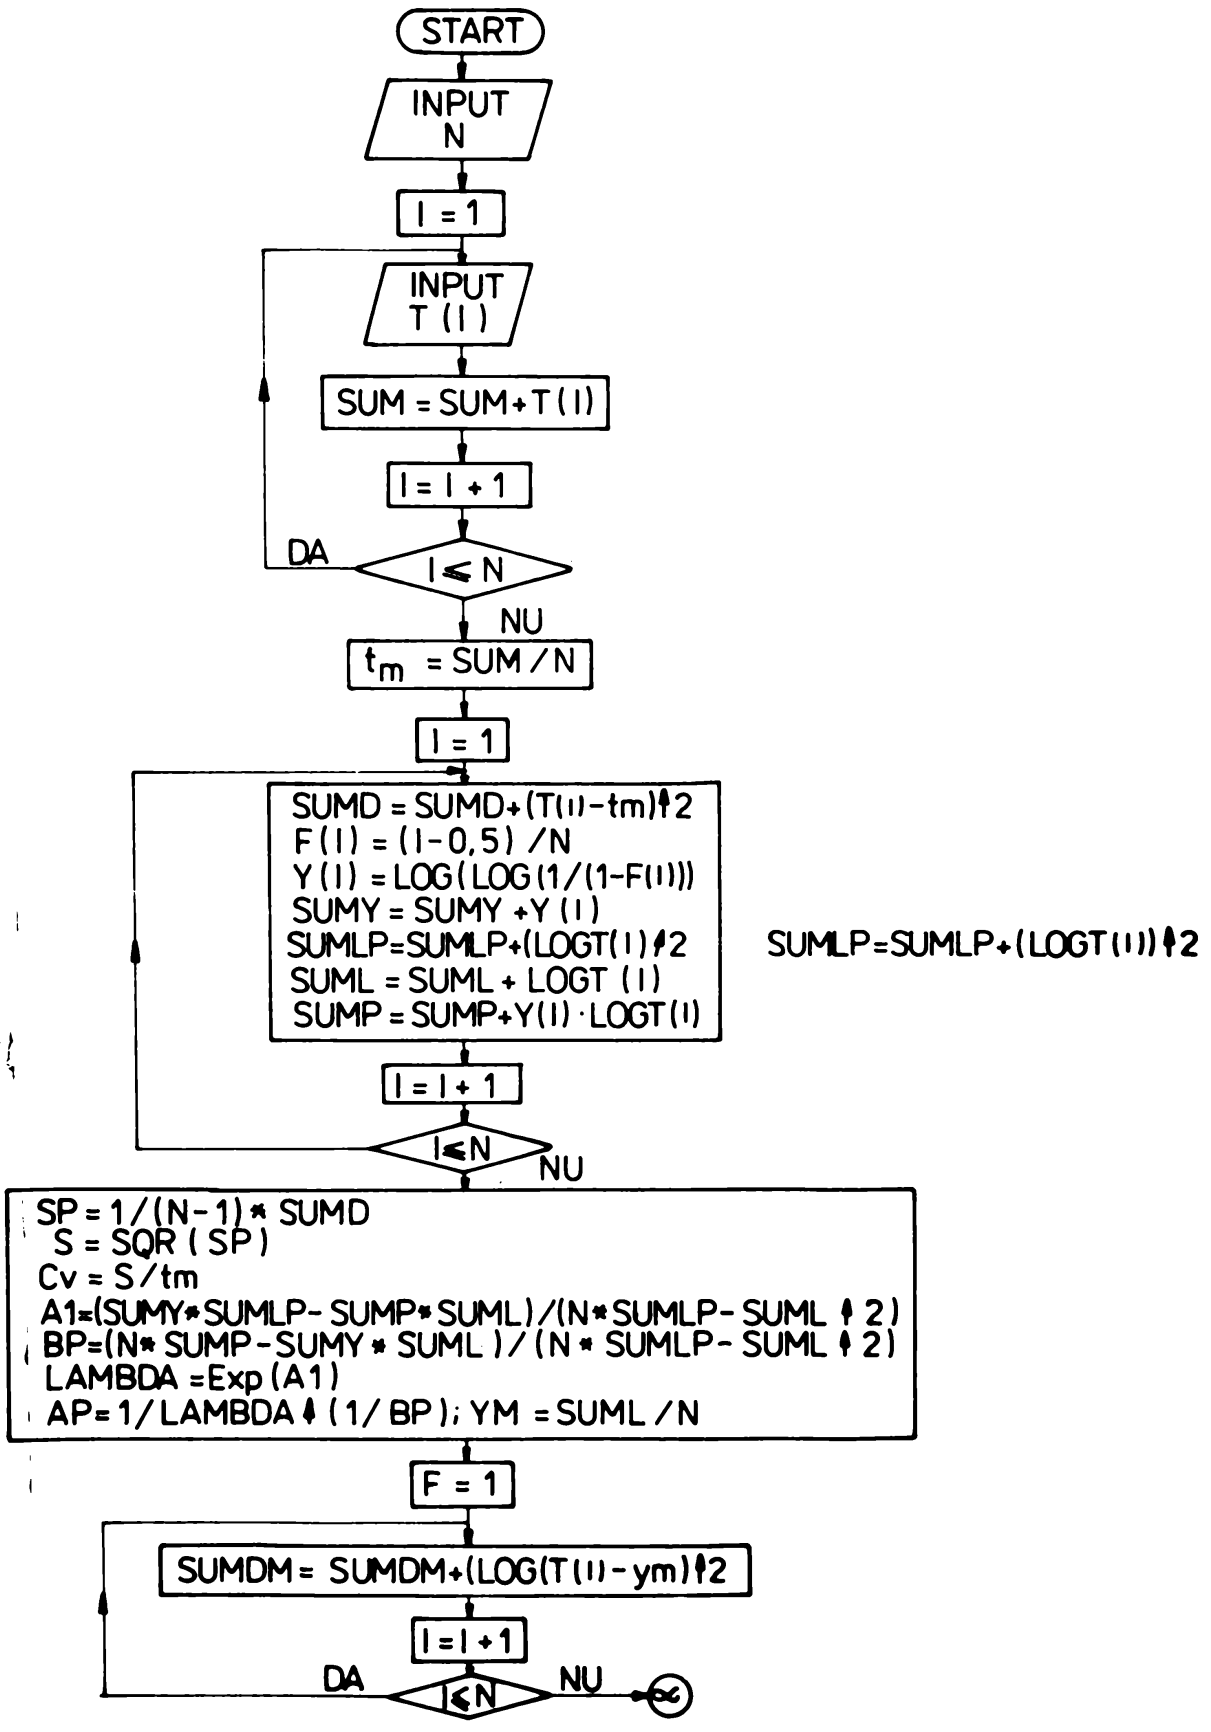 START
INPUT
N
I = 1
INPUT
T (I)
SUM = SUM+T(I)
I = I + 1
DA
I ⩽ N
NU
tm = SUM / N
I = 1
SUMD = SUMD+(T(I)-tm)↑2
F(I) = (I-0,5) /N
Y(I) = LOG(LOG(1/(1-F(I)))
SUMY = SUMY +Y(I)
SUMLP=SUMLP+(LOGT(I)↑2
SUMLP=SUMLP+(LOGT(I))↑2
SUML = SUML + LOGT (I)
SUMP = SUMP+Y(I)·LOGT(I)
I = I + 1
I⩽N
NU
SP = 1/(N-1)* SUMD
S = SQR (SP)
Cv = S/tm
A1=(SUMY*SUMLP-SUMP*SUML)/(N*SUMLP-SUML ↑ 2)
BP=(N* SUMP-SUMY * SUML)/(N * SUMLP-SUML ↑ 2)
LAMBDA =Exp(A1)
AP=1/LAMBDA↑ (1/ BP); YM = SUML /N
F = 1
SUMDM= SUMDM+(LOG(T(I)-ym)↑2
I=I+1
DA
I⩽N
NU
∝